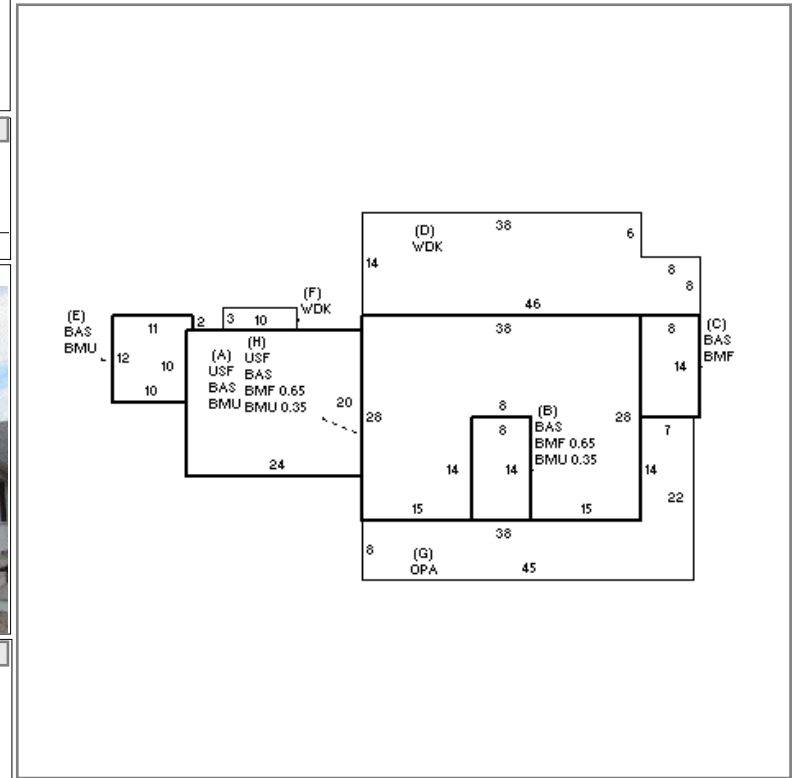 38
(D)
WDK
6
14
8
8
46
(F)
WDK
3 10
2
(E)
BAS
BMU
11
12
10
10
(A)
USF
BAS
BMU
(H)
USF
BAS
BMF 0.65
BMU 0.35
20
24
38
28
28
8
14
(C)
BAS
BMF
8
8
14
14
(B)
BAS
BMF 0.65
BMU 0.35
15
15
7
14
22
38
8
(G)
OPA
45